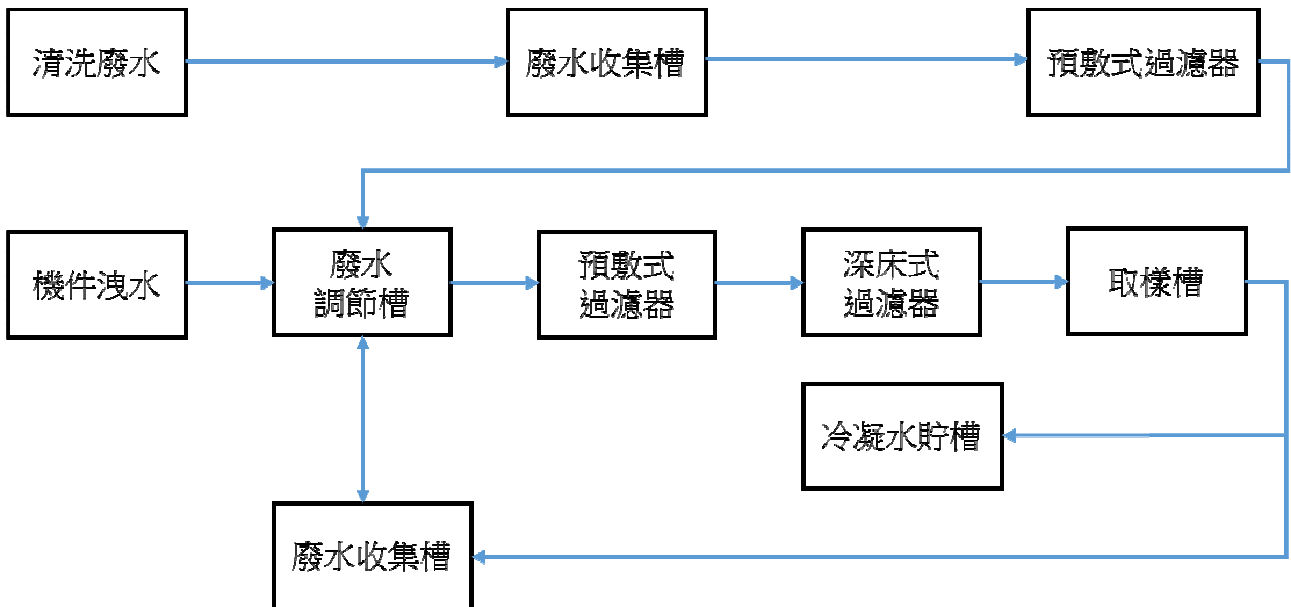 清洗廢水
廢水收集槽
預敷式過濾器
機件洩水
廢水
調節槽
預敷式
過濾器
深床式
過濾器
取樣槽
冷凝水貯槽
廢水收集槽